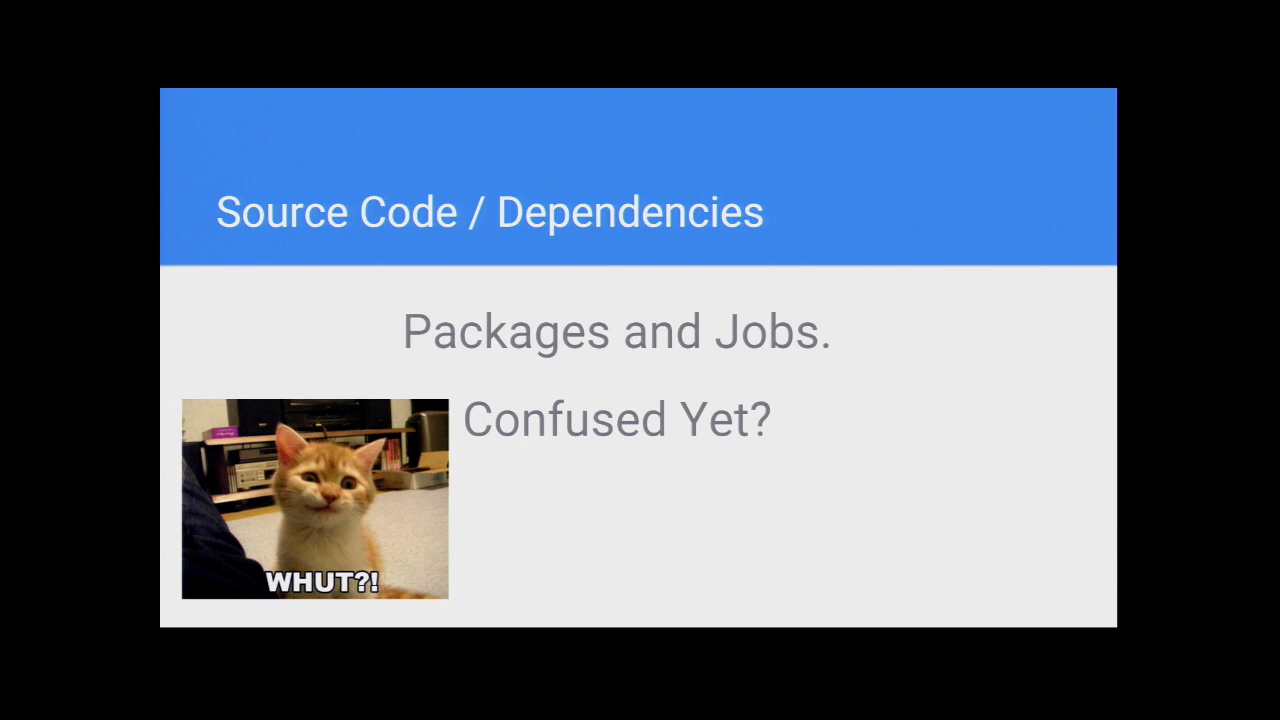 Source Code / Dependencies
Packages and Jobs.
Confused Yet?
WHUT?!